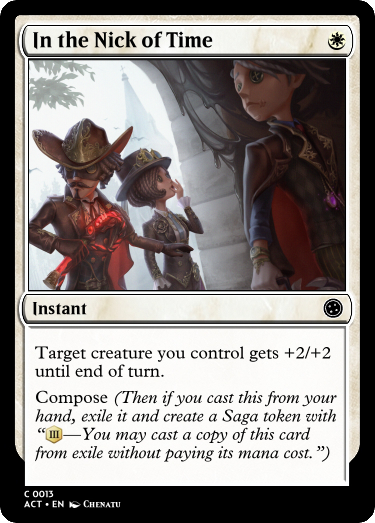 In the Nick of Time
Instant
Target creature you control gets +2/+2
until end of turn.
Compose (Then if you cast this from your
hand, exile it and create a Saga token with
“III—You may cast a copy of this card
from exile without paying its mana cost.”)
C 0013
ACT • EN Chenatu